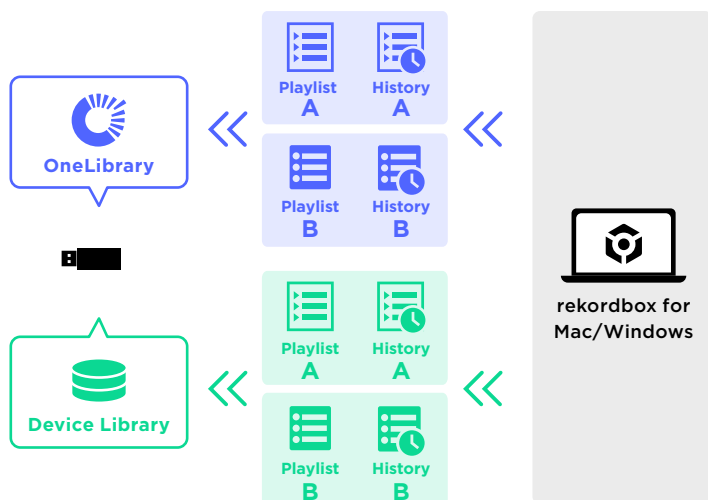 Playlist
A
History
A
OneLibrary
Playlist
B
History
B
rekordbox for
Mac/Windows
Playlist
A
History
A
Device Library
Playlist
B
History
B